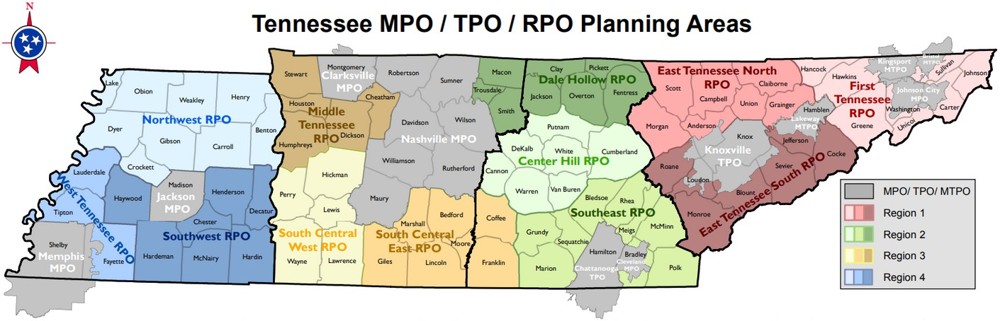 N
Tennessee MPO / TPO / RPO Planning Areas
Lake
Obion
Weakley
Henry
Northwest RPO
Dyer
Gibson
Carroll
Benton
Crockett
Lauderdale
West Tennessee RPO
Tipton
Fayette
Shelby
Memphis
MPO
Haywood
Madison
Jackson
MPO
Henderson
Decatur
Chester
Southwest RPO
Hardeman
McNairy
Hardin
Stewart
Houston
Middle
Tennessee
RPO
Dickson
Humphreys
Cheatham
Montgomery
Clarksville
MPO
Robertson
Sumner
Davidson
Wilson
Nashville MPO
Williamson
Rutherford
Maury
Hickman
Perry
Lewis
South Central
West RPO
Wayne
Lawrence
Marshall
Bedford
South Central
East RPO
Moore
Giles
Lincoln
Coffee
Franklin
Macon
Trousdale
Smith
Clay
Pickett
Dale Hollow RPO
Jackson
Overton
Fentress
Putnam
DeKalb
White
Cumberland
Center Hill RPO
Cannon
Warren
Van Buren
Bledsoe
Rhea
Southeast RPO
Grundy
Sequatchie
Meigs
McMinn
Marion
Hamilton
Chattanooga
TPO
Bradley
Cleveland
MPO
Polk
East Tennessee North
RPO
Scott
Campbell
Claiborne
Union
Grainger
Morgan
Anderson
Hancock
Hawkins
First
Tennessee
RPO
Greene
Kingsport
MTPO
Bristol
MTPO
Sullivan
Johnson
Johnson City
MPO
Washington
Carter
Unicoi
Hamblen
Lakeway
MTPO
Jefferson
Knox
Knoxville
TPO
Roane
Loudon
Blount
Sevier
Cocke
Monroe
East Tennessee South RPO
MPO/ TPO/ MTPO
Region 1
Region 2
Region 3
Region 4